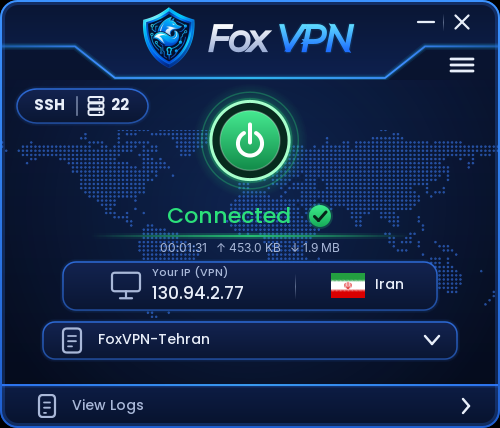 Fox VPN
SSH 22
Connected
00:01:31 ↑ 453.0 KB ↓ 1.9 MB
Your IP (VPN)
130.94.2.77
Iran
FoxVPN-Tehran
View Logs